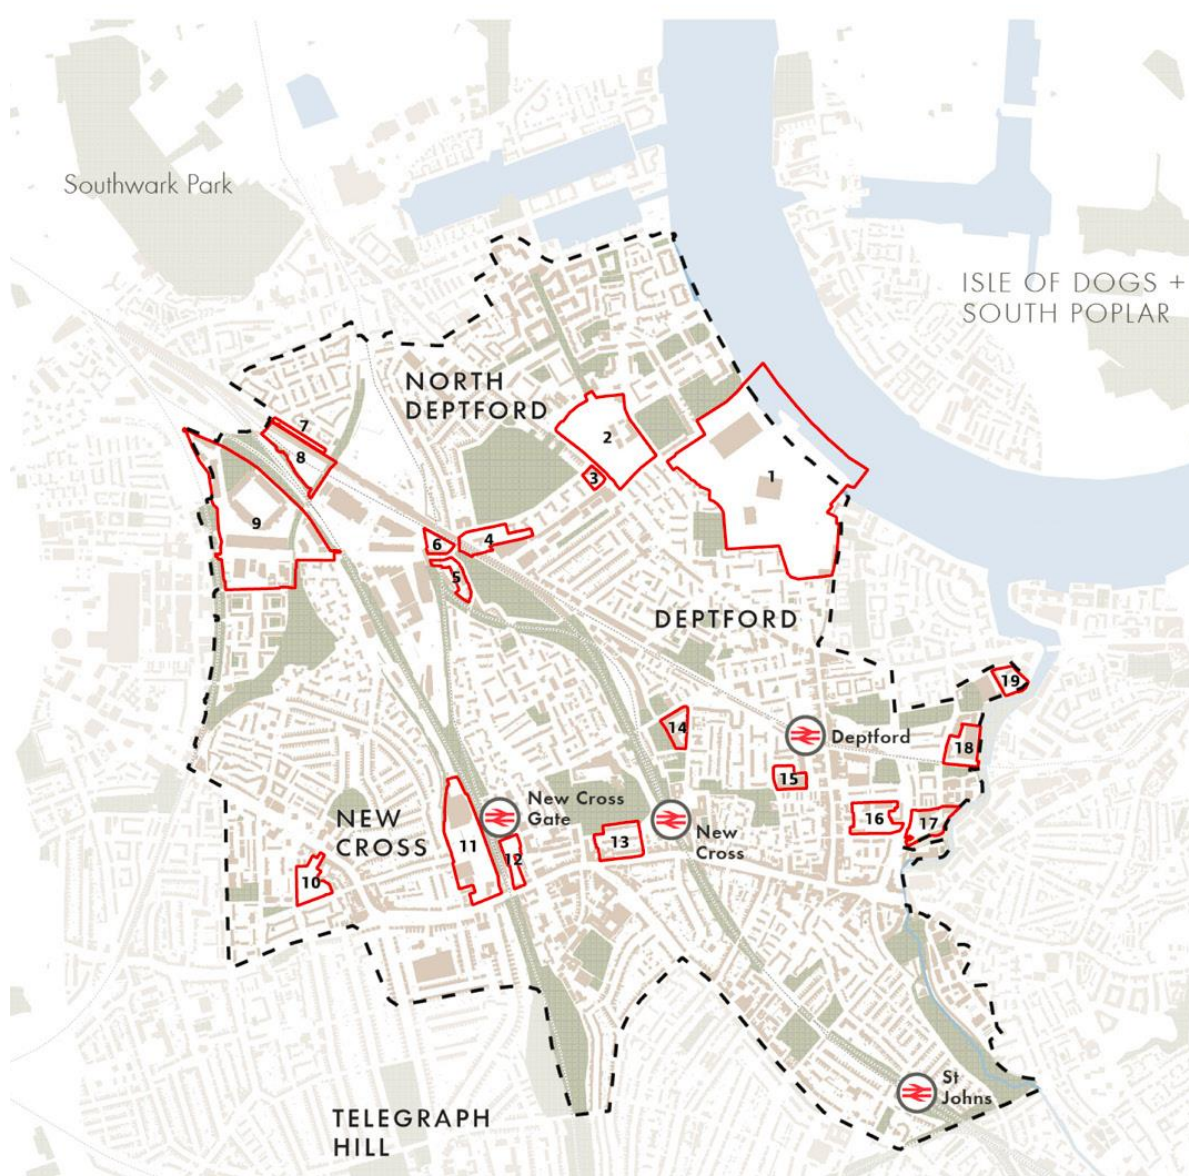 Southwark Park
ISLE OF DOGS +
SOUTH POPLAR
NORTH
DEPTFORD
7
8
2
3
1
9
6
4
5
DEPTFORD
19
14
Deptford
18
15
New Cross
Gate
NEW
CROSS
16
17
New
Cross
13
11
12
10
St
Johns
TELEGRAPH
HILL